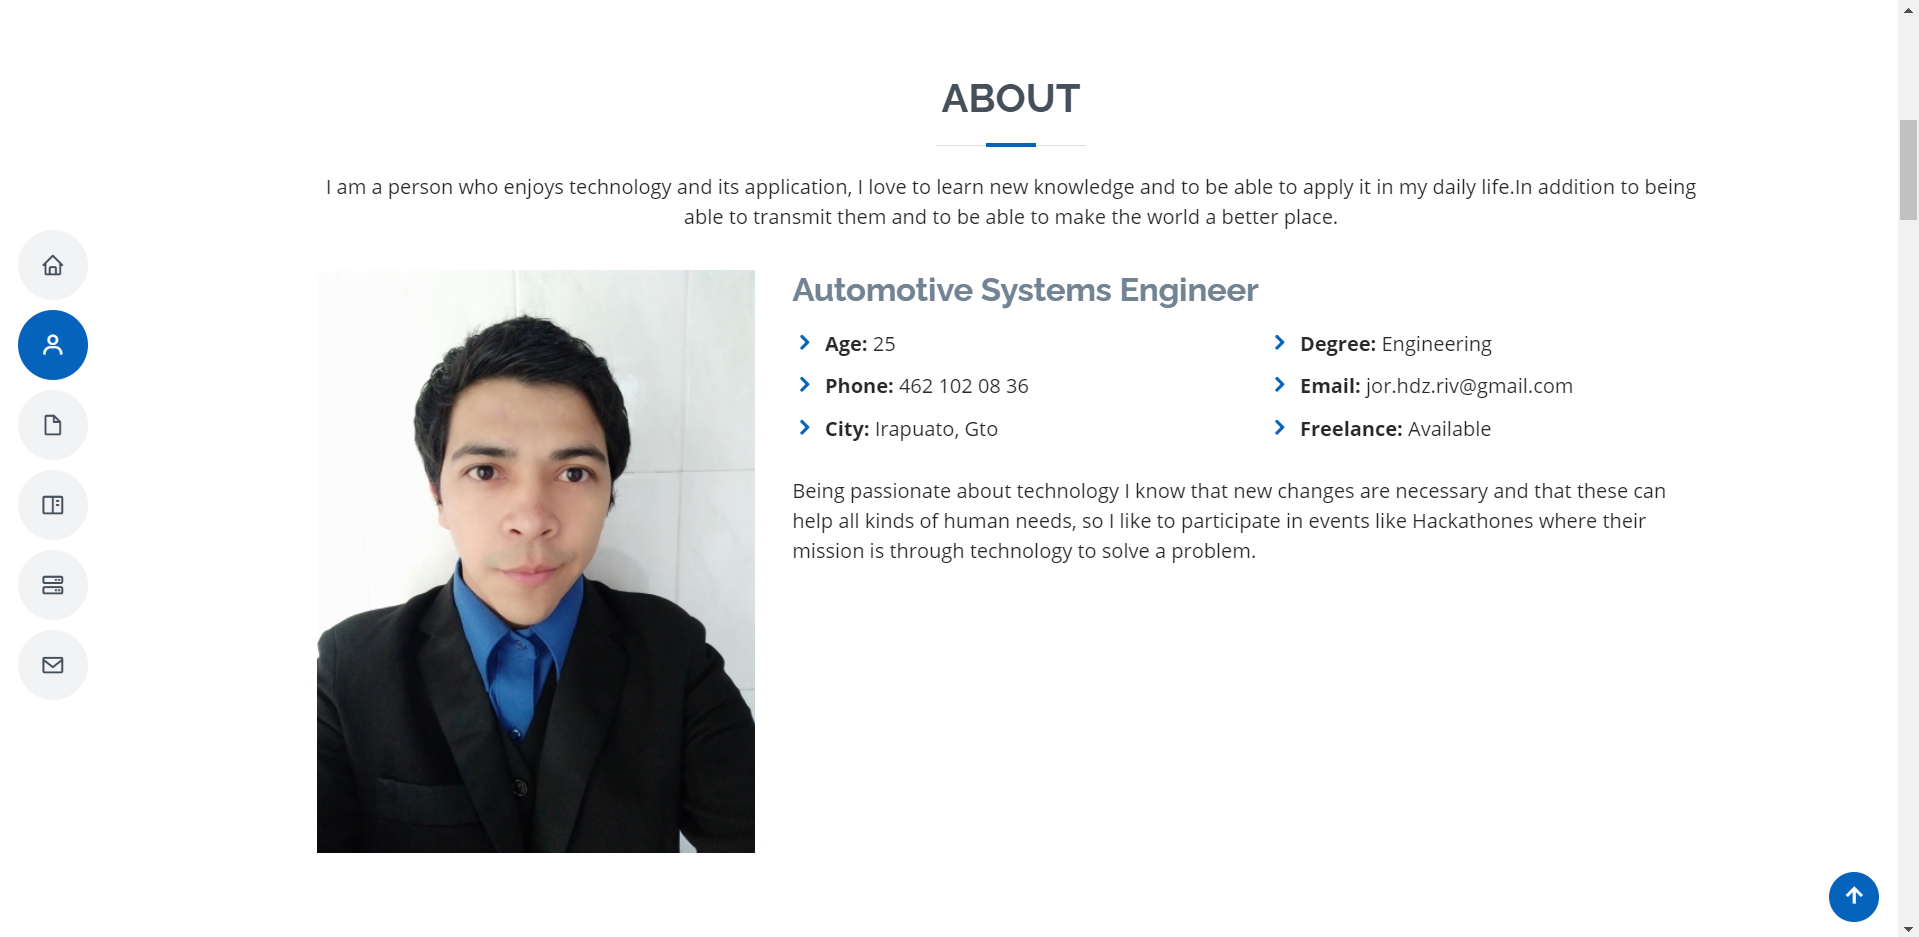 ABOUT
I am a person who enjoys technology and its application, I love to learn new knowledge and to be able to apply it in my daily life.In addition to being
able to transmit them and to be able to make the world a better place.
Automotive Systems Engineer
Age: 25
Phone: 462 102 08 36
City: Irapuato, Gto
Degree: Engineering
Email: jor.hdz.riv@gmail.com
Freelance: Available
Being passionate about technology I know that new changes are necessary and that these can
help all kinds of human needs, so I like to participate in events like Hackathones where their
mission is through technology to solve a problem.